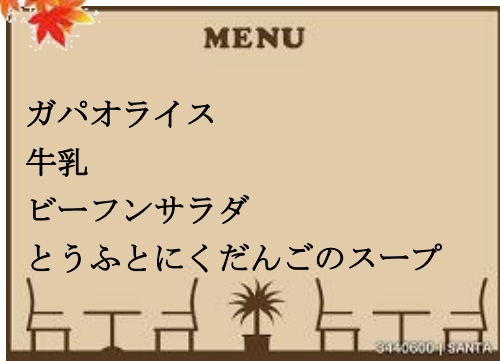 MENU
ガパオライス
牛乳
ビーフンサラダ
とうふとにくだんごのスープ
3440600 | SANTA